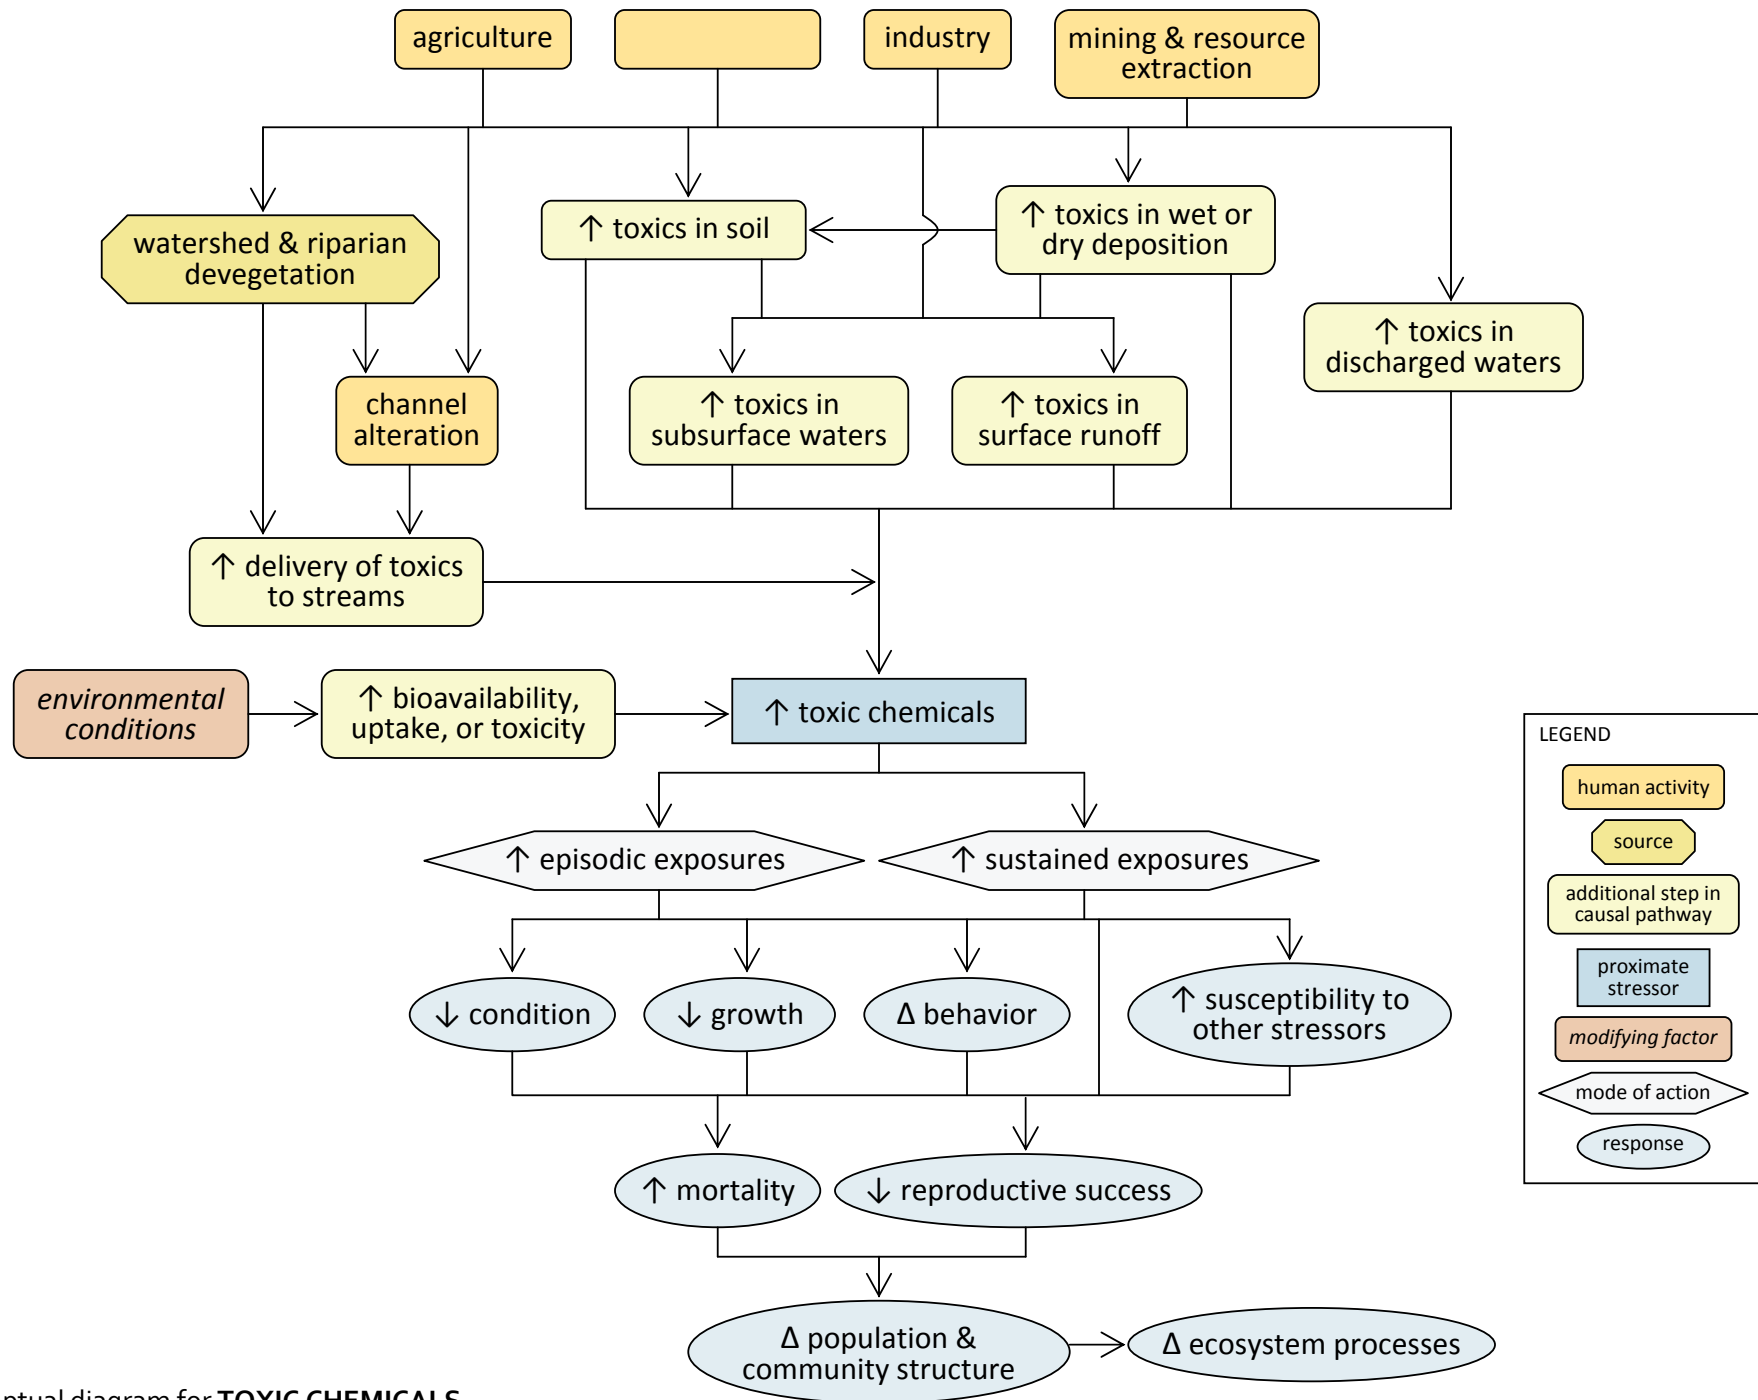 agriculture
industry
mining & resource
extraction
watershed & riparian
devegetation
↑ toxics in soil
↑ toxics in wet or
dry deposition
↑ toxics in
discharged waters
channel
alteration
↑ toxics in
subsurface waters
↑ toxics in
surface runoff
↑ delivery of toxics
to streams
environmental
conditions
↑ bioavailability,
uptake, or toxicity
↑ toxic chemicals
↑ episodic exposures
↑ sustained exposures
↓ condition
↓ growth
Δ behavior
↑ susceptibility to
other stressors
↑ mortality
↓ reproductive success
Δ population &
community structure
Δ ecosystem processes
LEGEND
human activity
source
additional step in
causal pathway
proximate
stressor
modifying factor
mode of action
response
diagram for TOXIC CHEMICALS